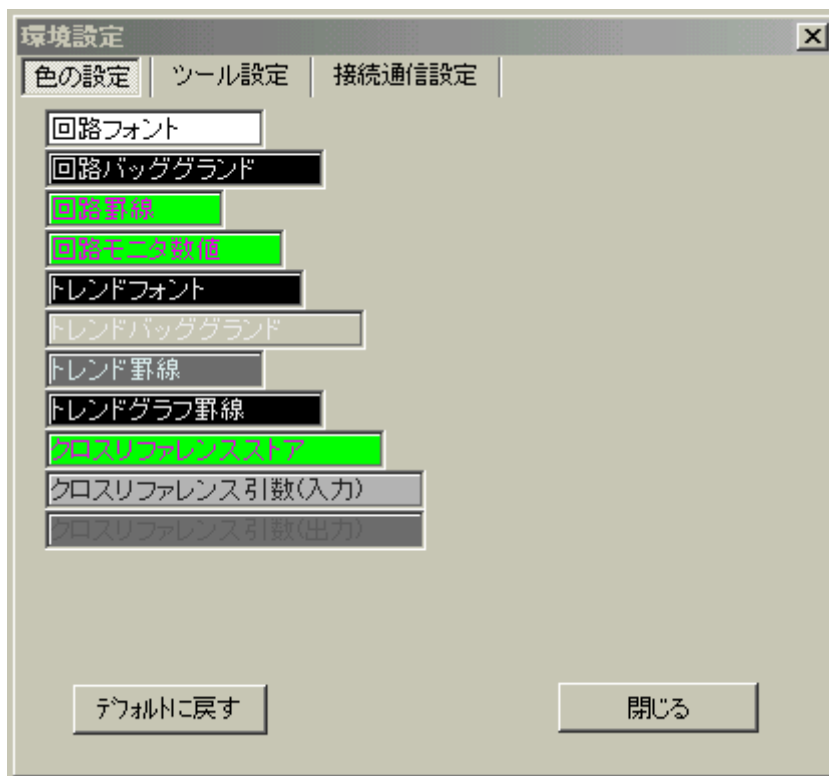 環境設定
色の設定 ツール設定 接続通信設定
回路フォント
回路バッググランド
回路罫線
回路モニタ数値
トレンドフォント
トレンドバッググランド
トレンド罫線
トレンドグラフ罫線
クロスリファレンスストア
クロスリファレンス引数(入力)
クロスリファレンス引数(出力)
デフォルトに戻す 閉じる